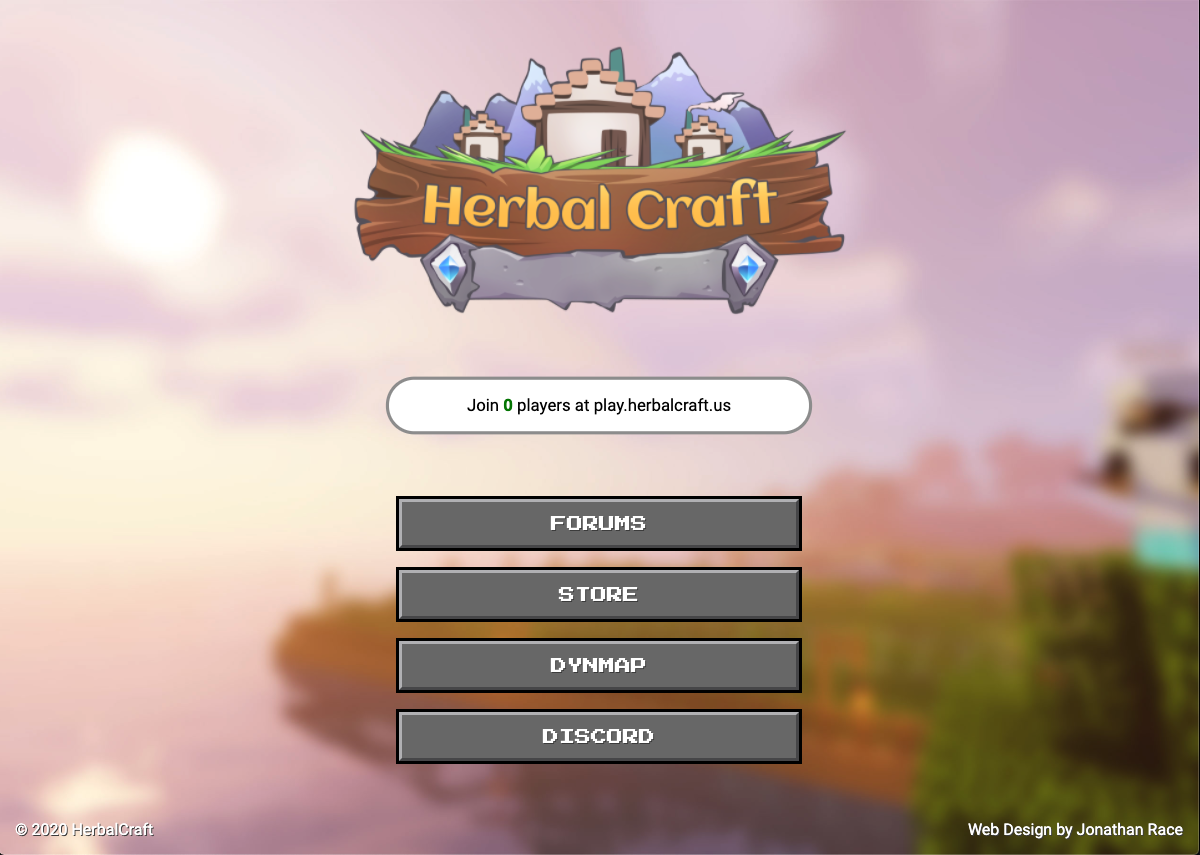 Herbal Craft
Join 0 players at play.herbalcraft.us
FORUMS
STORE
DYNMAP
DISCORD
© 2020 HerbalCraft
Web Design by Jonathan Race